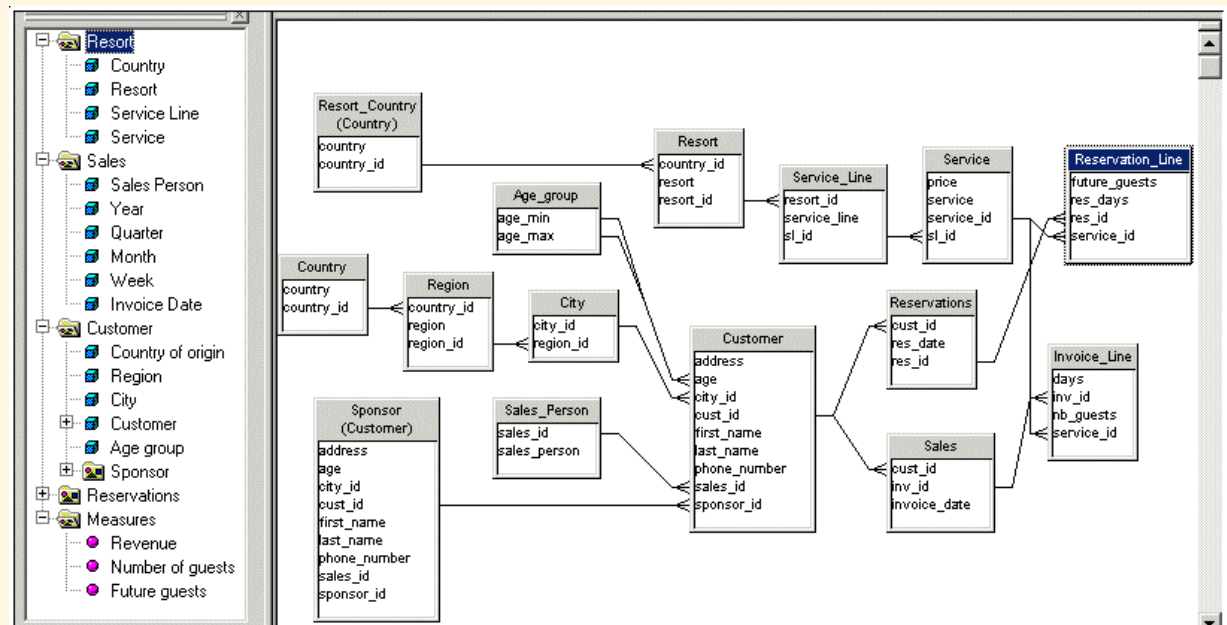 Resort
Country
Resort
Service Line
Service
Sales
Sales Person
Year
Quarter
Month
Week
Invoice Date
Customer
Country of origin
Region
City
Customer
Age group
Sponsor
Reservations
Measures
Revenue
Number of guests
Future guests
Resort_Country
(Country)
country
country_id
Resort
country_id
resort
resort_id
Service_Line
resort_id
service_line
sl_id
Service
price
service
service_id
sl_id
Reservation_Line
future_guests
res_days
res_id
service_id
Age_group
age_min
age_max
Country
country
country_id
Region
country_id
region
region_id
City
city_id
region_id
Customer
address
age
city_id
cust_id
first_name
last_name
phone_number
sales_id
sponsor_id
Reservations
cust_id
res_date
res_id
Invoice_Line
days
inv_id
nb_guests
service_id
Sponsor
(Customer)
address
age
city_id
cust_id
first_name
last_name
phone_number
sales_id
sponsor_id
Sales_Person
sales_id
sales_person
Sales
cust_id
inv_id
invoice_date